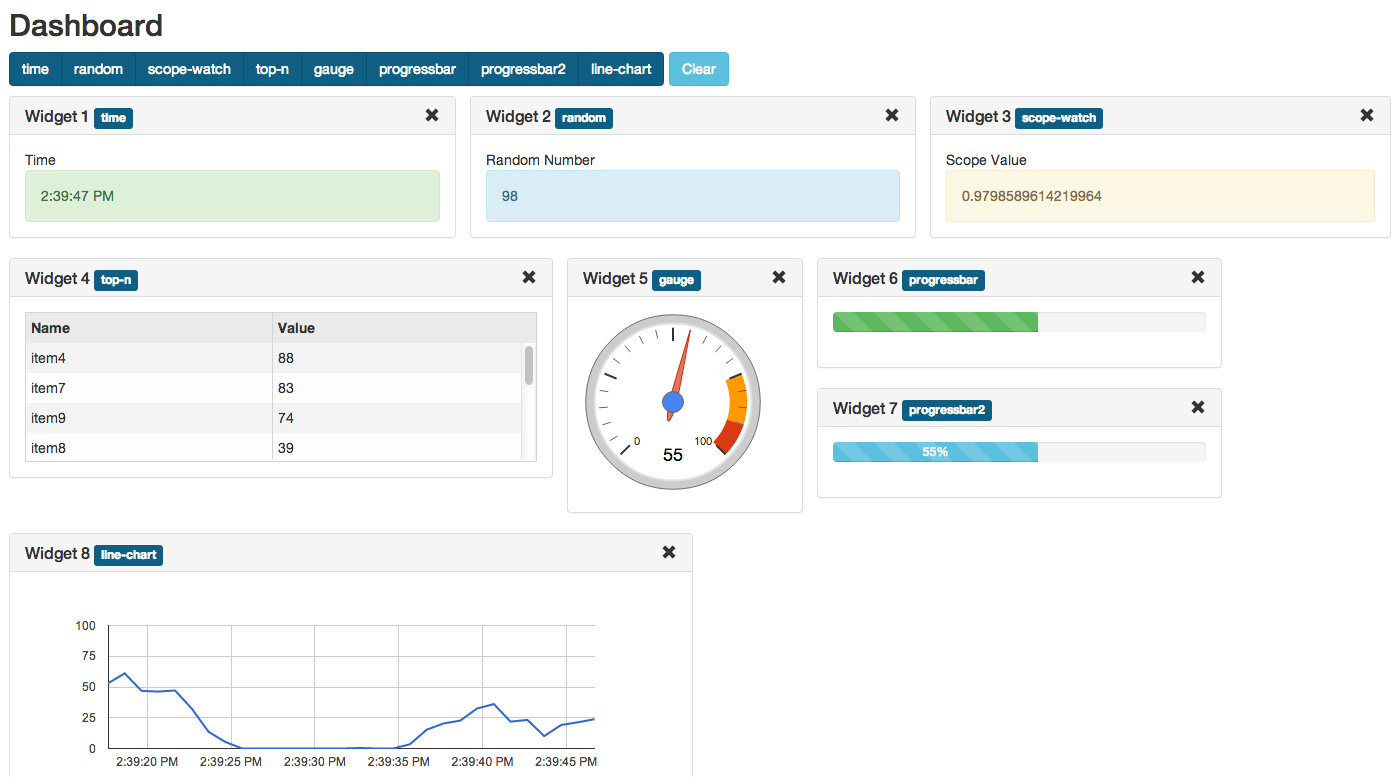 Dashboard
time random scope-watch top-n gauge progressbar progressbar2 line-chart Clear
Widget 1 time
Time
2:39:47 PM
Widget 2 random
Random Number
98
Widget 3 scope-watch
Scope Value
0.9798589614219964
Widget 4 top-n
Name Value
item4 88
item7 83
item9 74
item8 39
Widget 5 gauge
0 100
55
Widget 6 progressbar
Widget 7 progressbar2
55%
Widget 8 line-chart
100
75
50
25
0
2:39:20 PM 2:39:25 PM 2:39:30 PM 2:39:35 PM 2:39:40 PM 2:39:45 PM